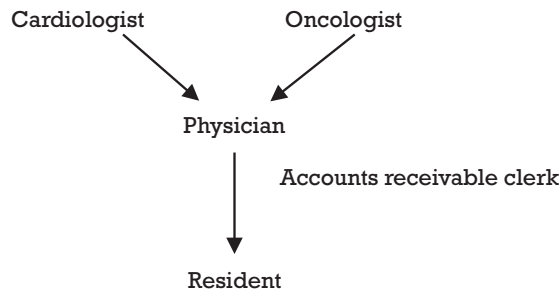 Cardiologist
Oncologist
Physician
Accounts receivable clerk
Resident